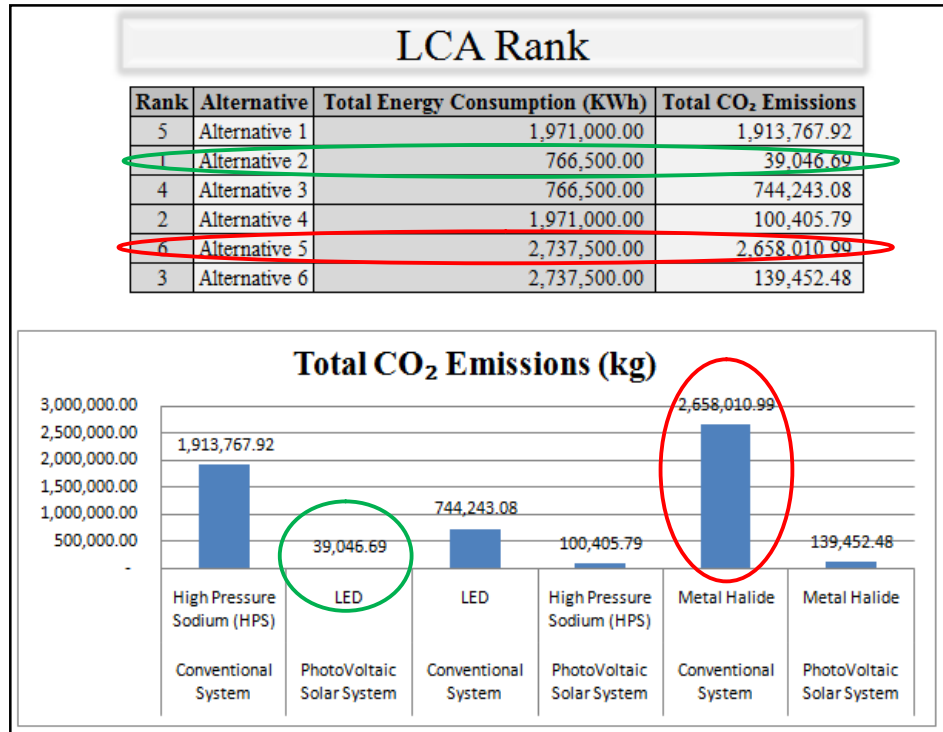 LCA Rank
Rank Alternative Total Energy Consumption (KWh) Total CO₂ Emissions
5 Alternative 1 1,971,000.00 1,913,767.92
1 Alternative 2 766,500.00 39,046.69
4 Alternative 3 766,500.00 744,243.08
2 Alternative 4 1,971,000.00 100,405.79
6 Alternative 5 2,737,500.00 2,658,010.99
3 Alternative 6 2,737,500.00 139,452.48
Total CO₂ Emissions (kg)
3,000,000.00
2,500,000.00
2,000,000.00
1,500,000.00
1,000,000.00
500,000.00
-
1,913,767.92
39,046.69
744,243.08
100,405.79
2,658,010.99
139,452.48
High Pressure Sodium (HPS)
LED
LED
High Pressure Sodium (HPS)
Metal Halide
Metal Halide
Conventional System
PhotoVoltaic Solar System
Conventional System
PhotoVoltaic Solar System
Conventional System
PhotoVoltaic Solar System